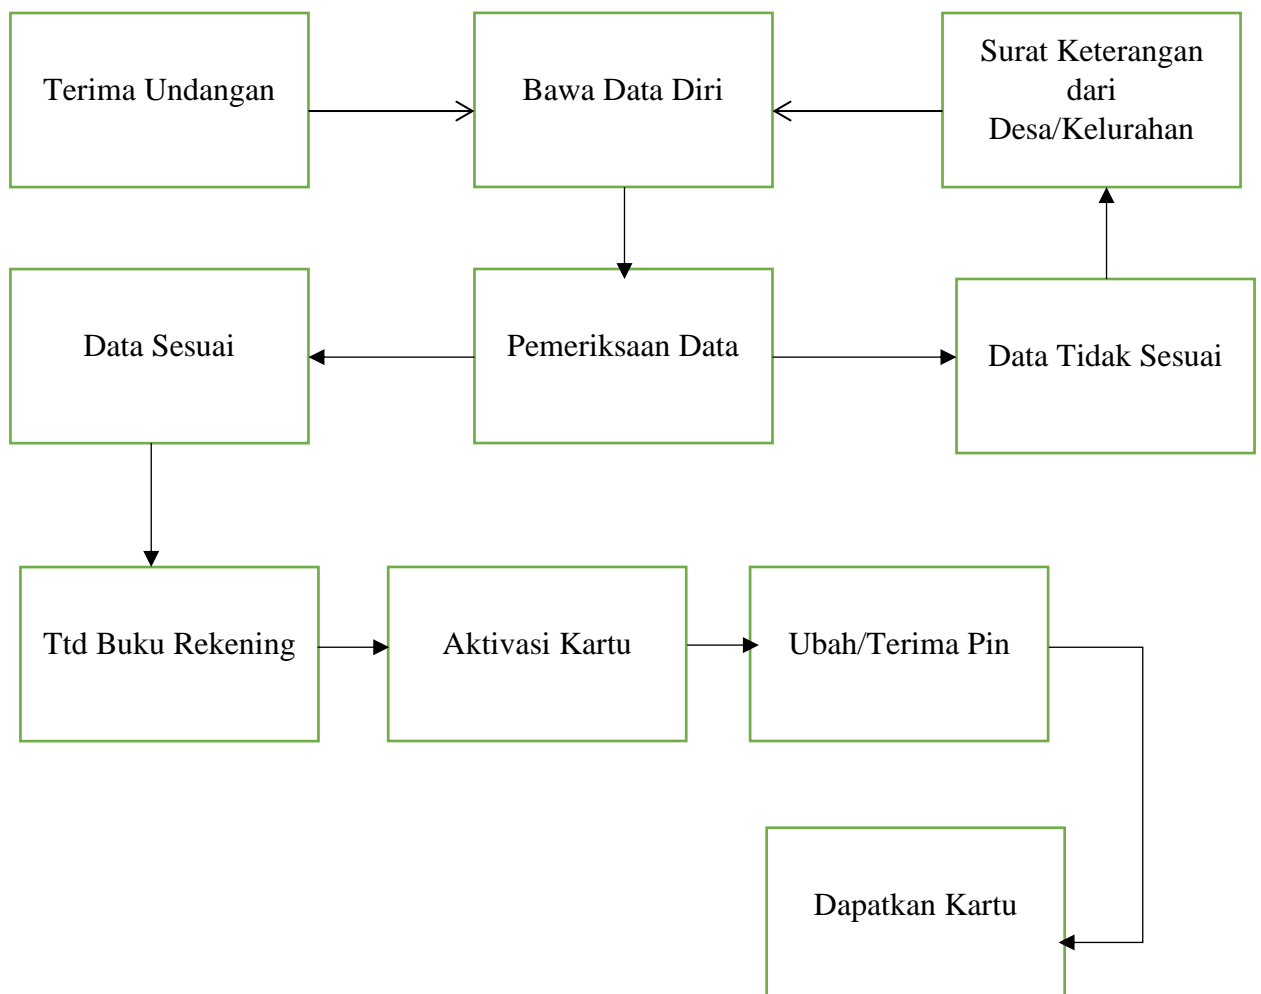 Terima Undangan
Bawa Data Diri
Surat Keterangan
dari
Desa/Kelurahan
Data Sesuai
Pemeriksaan Data
Data Tidak Sesuai
Ttd Buku Rekening
Aktivasi Kartu
Ubah/Terima Pin
Dapatkan Kartu